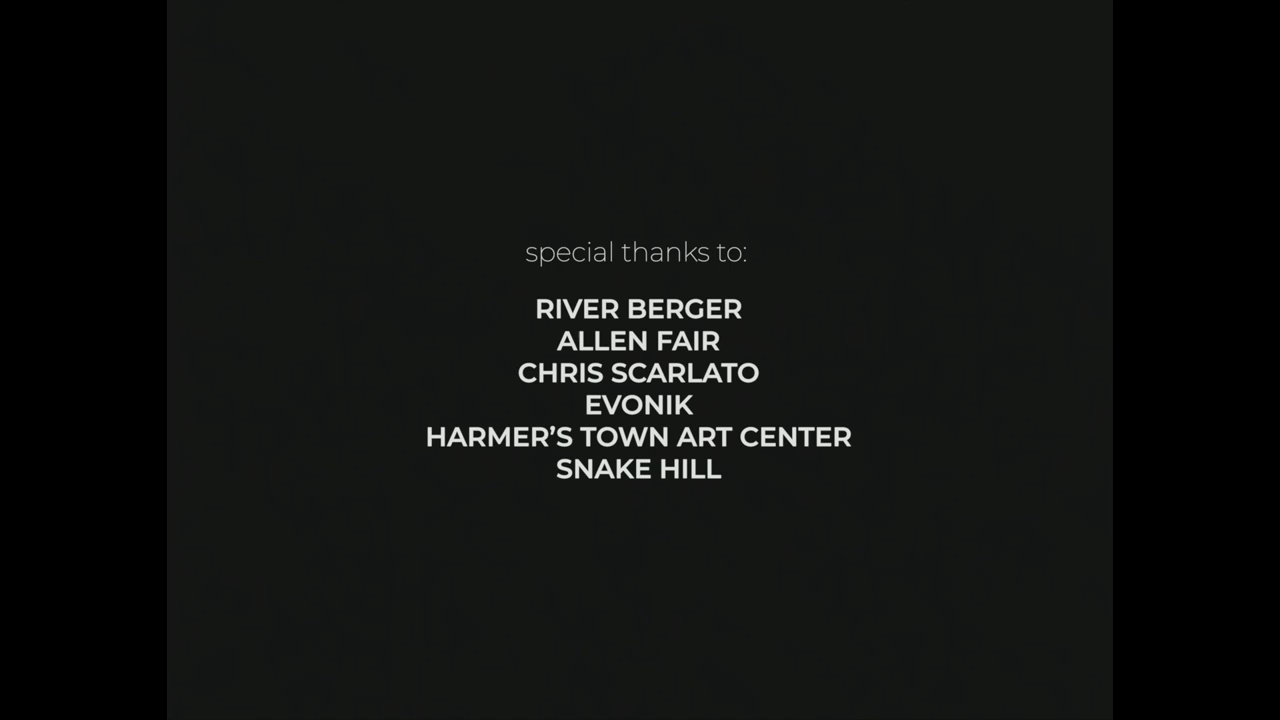 special thanks to:
RIVER BERGER
ALLEN FAIR
CHRIS SCARLATO
EVONIK
HARMER’S TOWN ART CENTER
SNAKE HILL